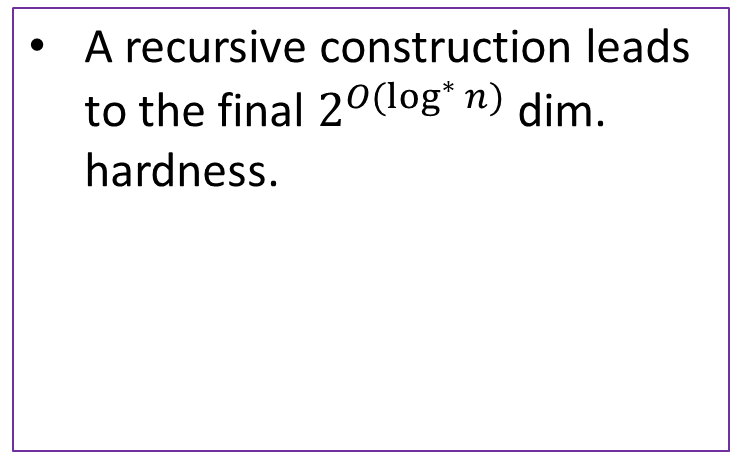 • A recursive construction leads
to the final $2^{O(\log^* n)}$ dim.
hardness.